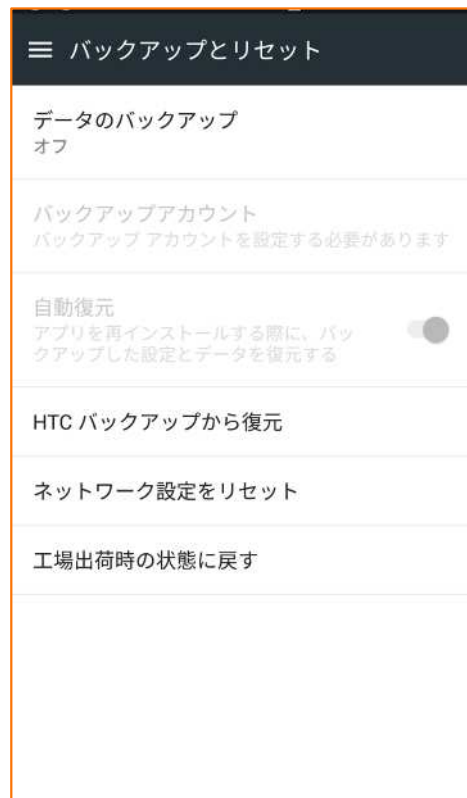 バックアップとリセット
データのバックアップ
オフ
バックアップアカウント
バックアップ アカウントを設定する必要があります
自動復元
アプリを再インストールする際に、バッ
クアップした設定とデータを復元する
HTC バックアップから復元
ネットワーク設定をリセット
工場出荷時の状態に戻す